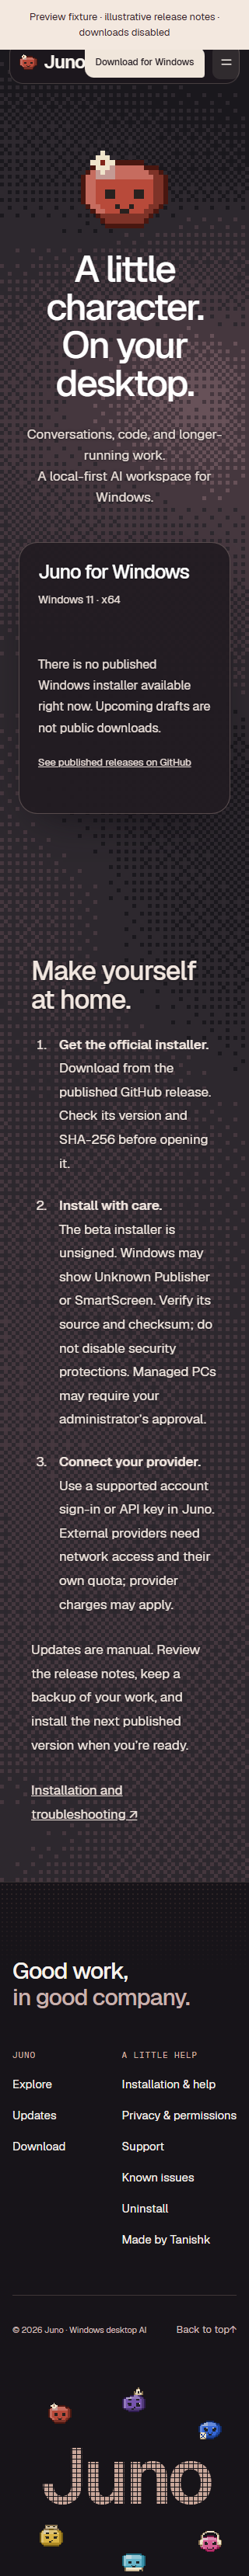 Preview fixture · illustrative release notes ·
downloads disabled
Juno
Download for Windows
A little
character.
On your
desktop.
Conversations, code, and longer-
running work.
A local-first AI workspace for
Windows.
Juno for Windows
Windows 11 · x64
There is no published
Windows installer available
right now. Upcoming drafts are
not public downloads.
See published releases on GitHub
Make yourself
at home.
1. Get the official installer.
Download from the
published GitHub release.
Check its version and
SHA-256 before opening
it.
2. Install with care.
The beta installer is
unsigned. Windows may
show Unknown Publisher
or SmartScreen. Verify its
source and checksum; do
not disable security
protections. Managed PCs
may require your
administrator's approval.
3. Connect your provider.
Use a supported account
sign-in or API key in Juno.
External providers need
network access and their
own quota; provider
charges may apply.
Updates are manual. Review
the release notes, keep a
backup of your work, and
install the next published
version when you're ready.
Installation and
troubleshooting ↗
Good work,
in good company.
JUNO
Explore
Updates
Download
A LITTLE HELP
Installation & help
Privacy & permissions
Support
Known issues
Uninstall
Made by Tanishk
© 2026 Juno · Windows desktop AI
Back to top↑
Juno